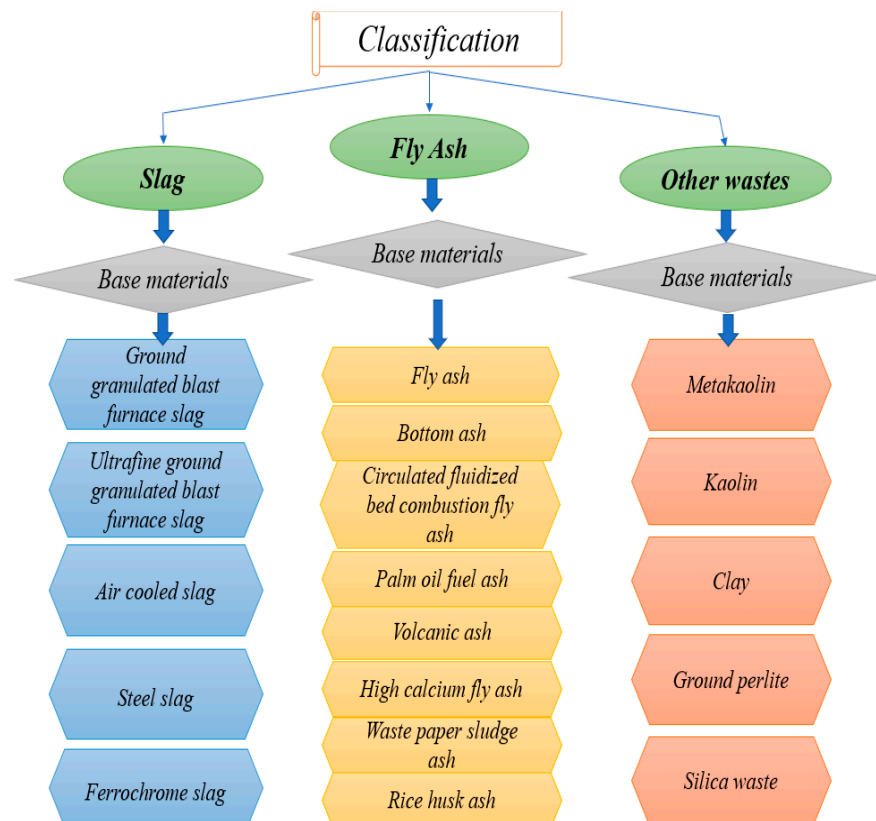 Classification
Slag
Fly Ash
Other wastes
Base materials
Base materials
Base materials
Ground
granulated blast
furnace slag
Ultrafine ground
granulated blast
furnace slag
Air cooled slag
Steel slag
Ferrochrome slag
Fly ash
Bottom ash
Circulated fluidized
bed combustion fly
ash
Palm oil fuel ash
Volcanic ash
High calcium fly ash
Waste paper sludge
ash
Rice husk ash
Metakaolin
Kaolin
Clay
Ground perlite
Silica waste